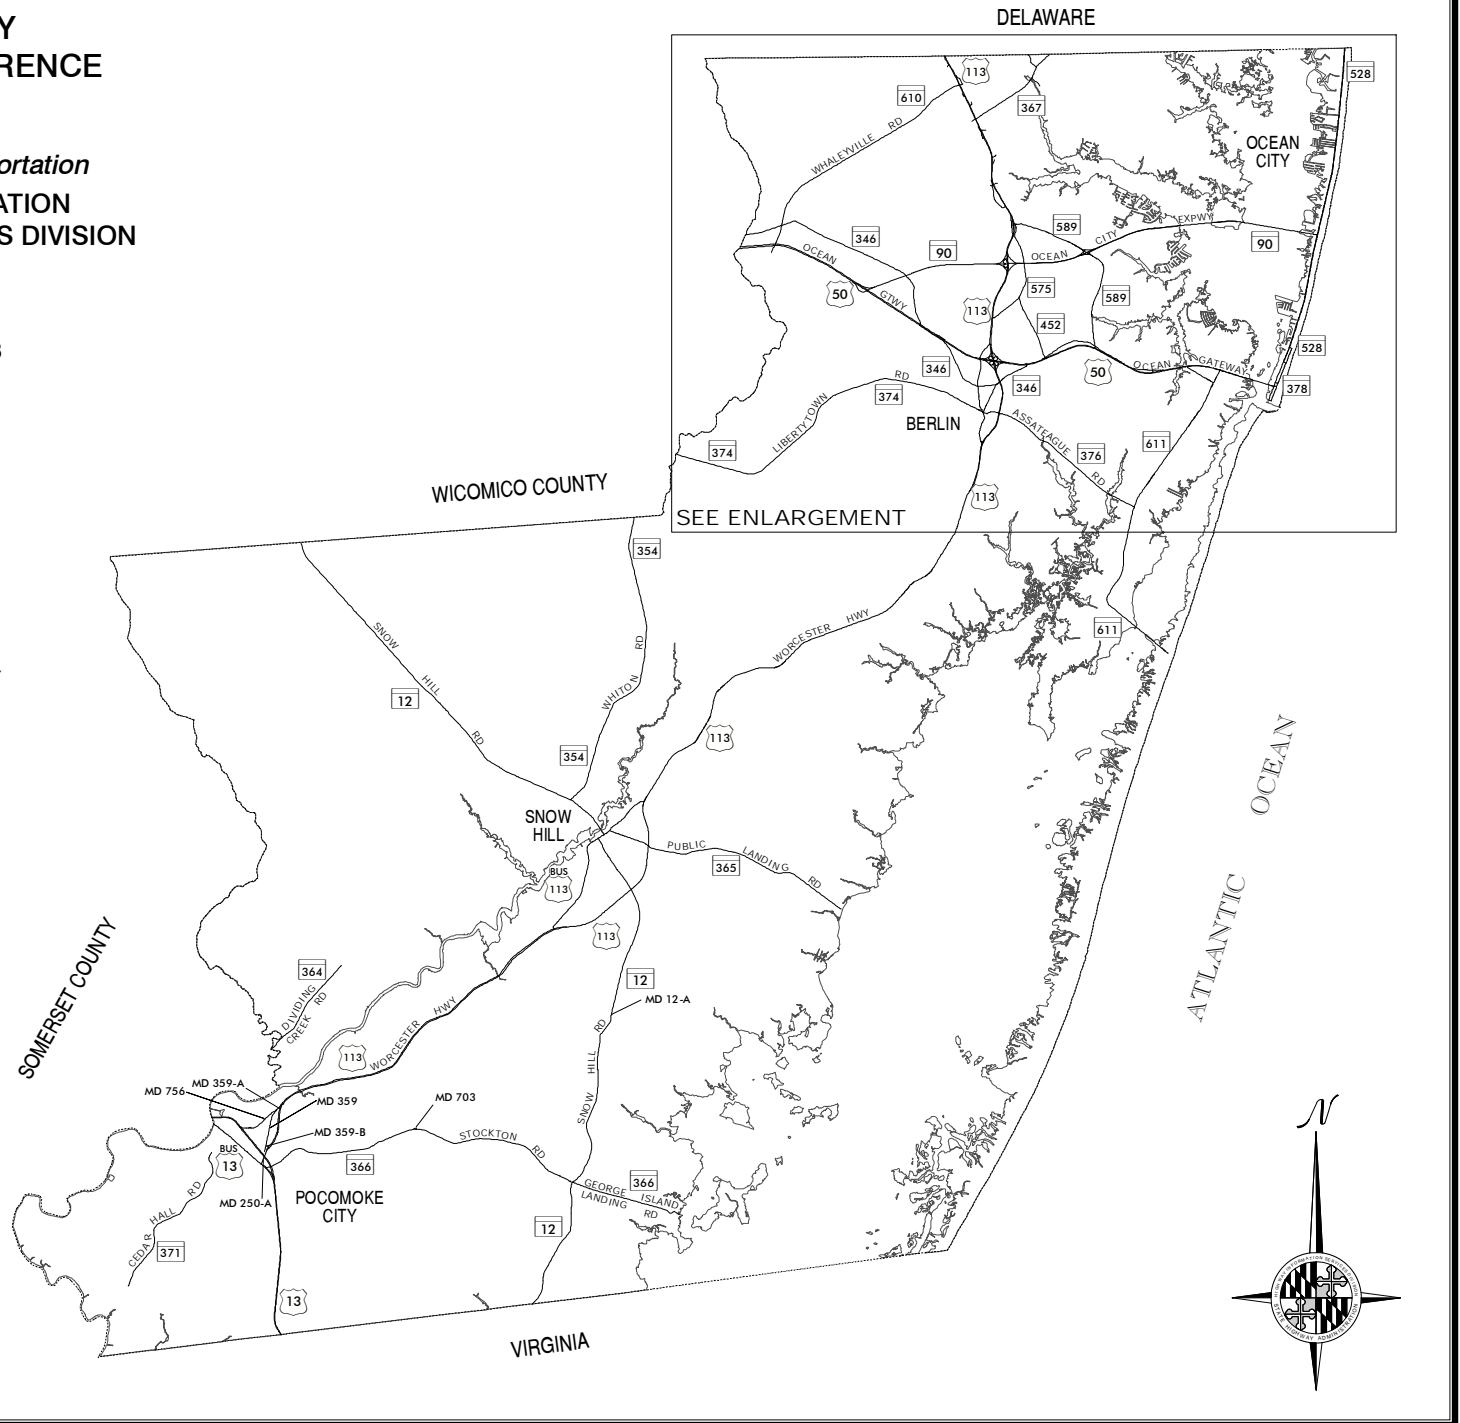 Y
RENCE
ortation
ATION
S DIVISION
DELAWARE
528
113
610
367
WHALEYVILLE RD
OCEAN
CITY
346
589
EXPWY
90
OCEAN CITY
90
OCEAN
GTWY
50
575
589
113
452
528
346
50
OCEAN GATEWAY
378
346
RD
374
LIBERTYTOWN
BERLIN
ASSATEAGUE
RD
376
611
374
113
SEE ENLARGEMENT
WICOMICO COUNTY
354
SNOW
HILL
RD
12
WHITON RD
WORCESTER HWY
611
113
354
SNOW
HILL
PUBLIC LANDING RD
365
BUS
113
113
ATLANTIC OCEAN
SOMERSET COUNTY
364
DIVIDING
CREEK RD
12
MD 12-A
WORCESTER HWY
113
SNOW HILL RD
MD 756
MD 359-A
MD 359
MD 703
MD 359-B
STOCKTON RD
BUS
13
366
MD 250-A
POCOMOKE
CITY
366
GEORGE ISLAND
LANDING RD
12
CEDAR HALL RD
371
13
VIRGINIA
N
STATE HIGHWAY ADMINISTRATION